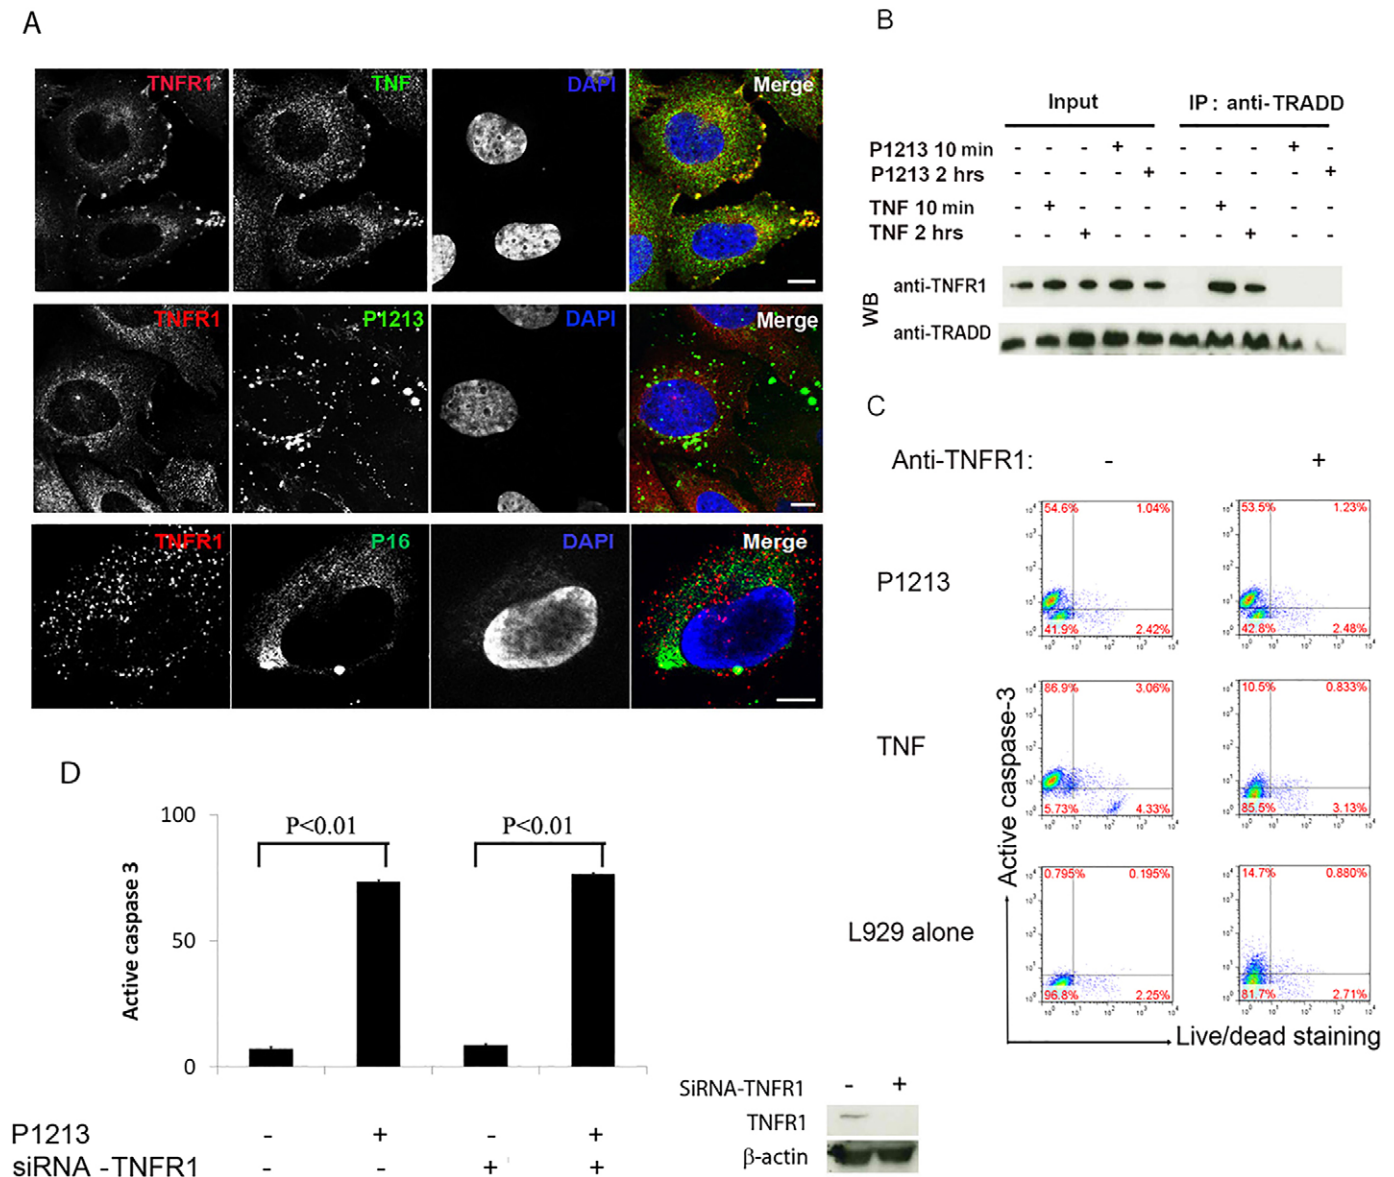 A
TNFR1 TNF DAPI Merge
TNFR1 P1213 DAPI Merge
TNFR1 P16 DAPI Merge
B
Input IP : anti-TRADD
P1213 10 min - - - + - - - - + -
P1213 2 hrs - - - - + - - - - +
TNF 10 min - + - - - - + - - -
TNF 2 hrs - - + - - - - + - -
WB
anti-TNFR1
anti-TRADD
C
Anti-TNFR1: - +
P1213
54.6% 1.04%
41.9% 2.42%
53.5% 1.23%
42.8% 2.48%
TNF
86.9% 3.06%
5.73% 4.33%
10.5% 0.833%
85.5% 3.13%
L929 alone
0.795% 0.195%
96.8% 2.25%
14.7% 0.880%
81.7% 2.71%
Active caspase-3
Live/dead staining
D
Active caspase 3
100
50
0
P<0.01 P<0.01
P1213 - + - +
siRNA -TNFR1 - - + +
SiRNA-TNFR1 - +
TNFR1
β-actin